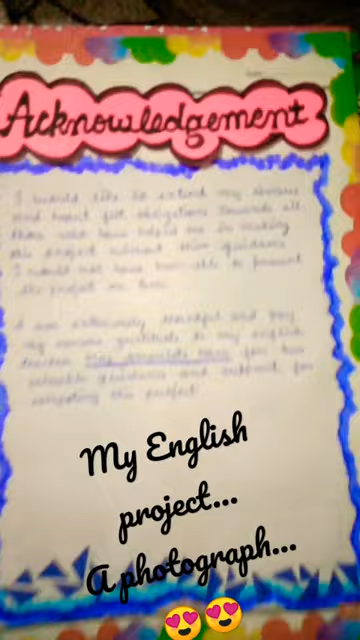 Acknowledgement
I would like to extend my sincere
and heart felt obligations towards all
those who have helped me in making
this project without their guidance
I would not have been able to present
the project on time.
I am extremely thankful and pay
my gratitude to my english
for her
valuable guidance and support for
completing this project
My English
project...
A photograph...
😍😍